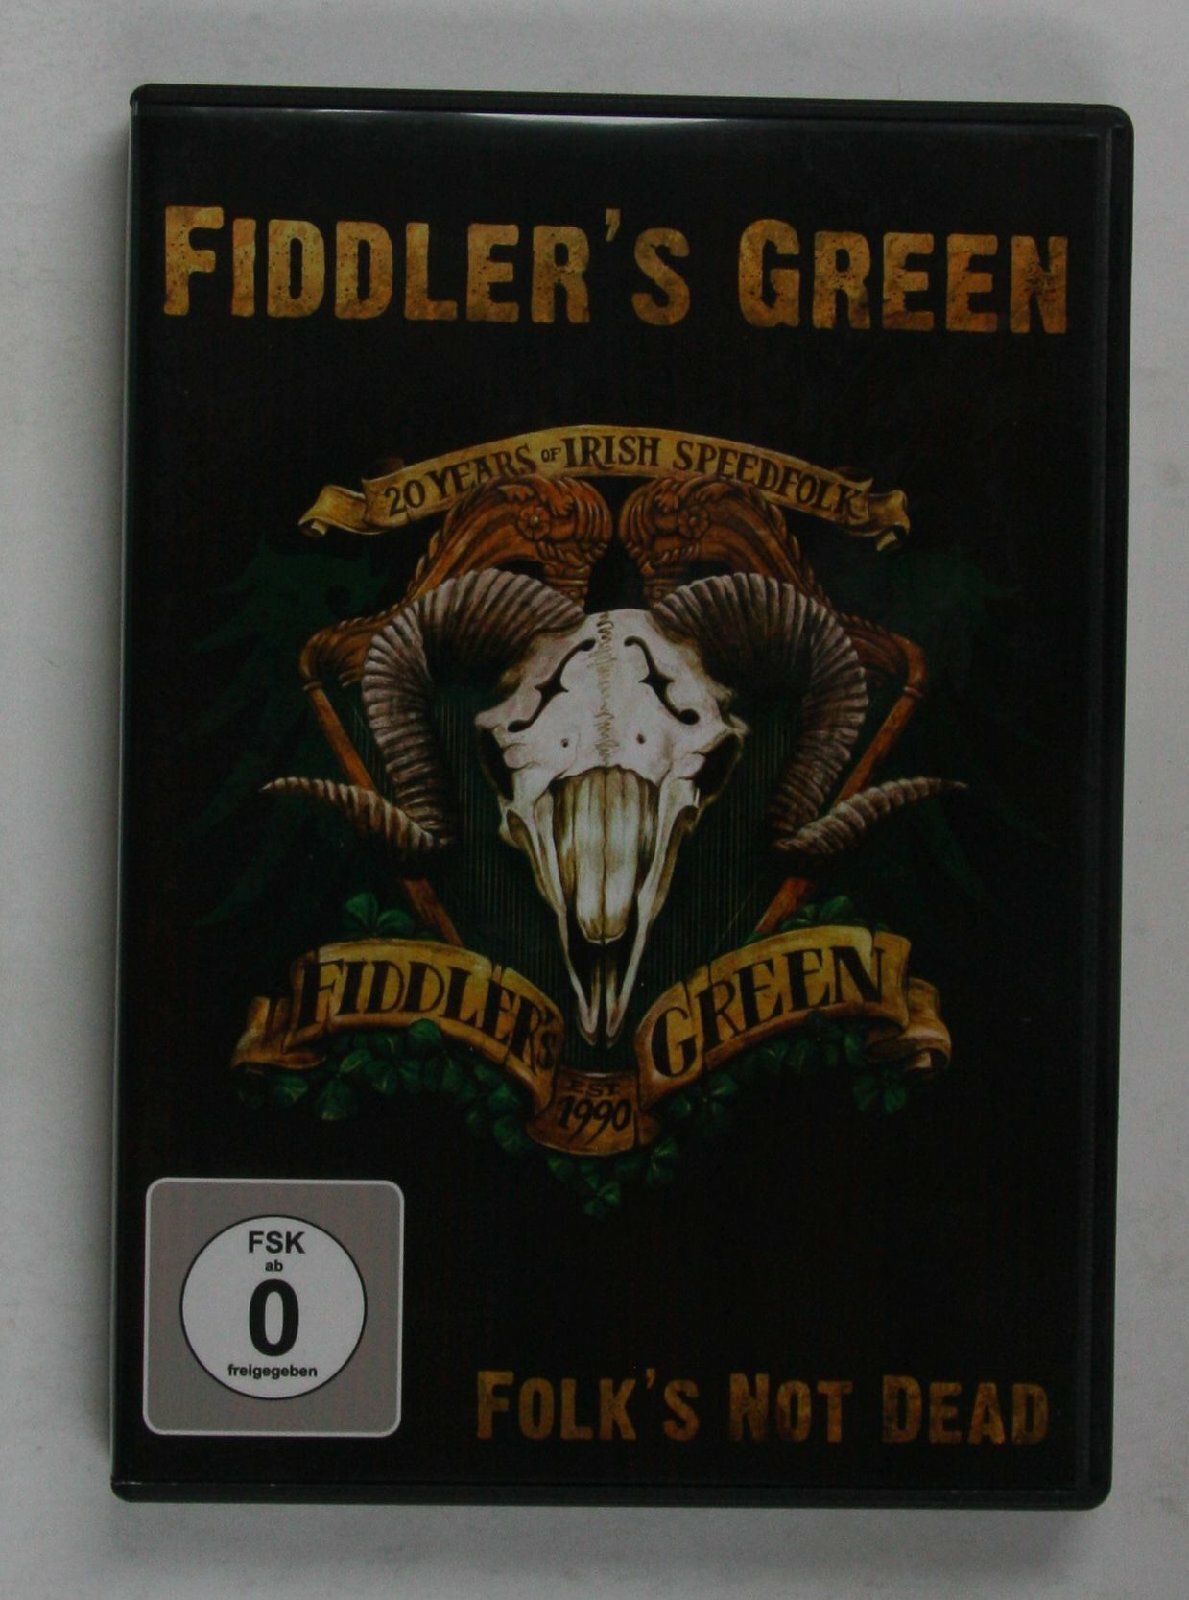 FIDDLER'S GREEN
20 YEARS OF IRISH SPEEDFOLK
FIDDLER'S GREEN
EST.
1990
FSK
ab
0
freigegeben
FOLK'S NOT DEAD